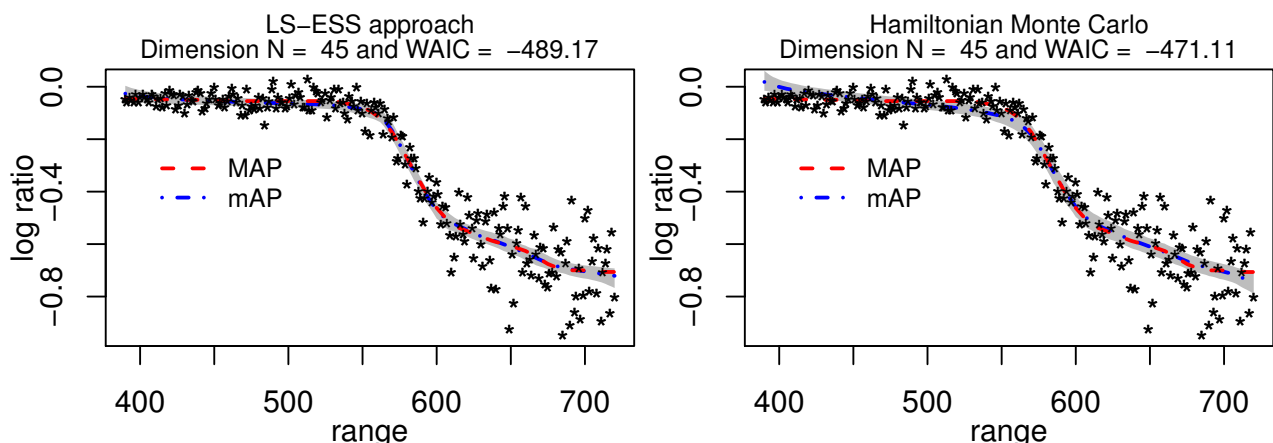 LS−ESS approach
Dimension N =  45 and WAIC =  −489.17
0.0
−0.4
−0.8
log ratio
MAP
mAP
400
500
600
700
range
Hamiltonian Monte Carlo
Dimension N =  45 and WAIC =  −471.11
0.0
−0.4
−0.8
log ratio
MAP
mAP
400
500
600
700
range